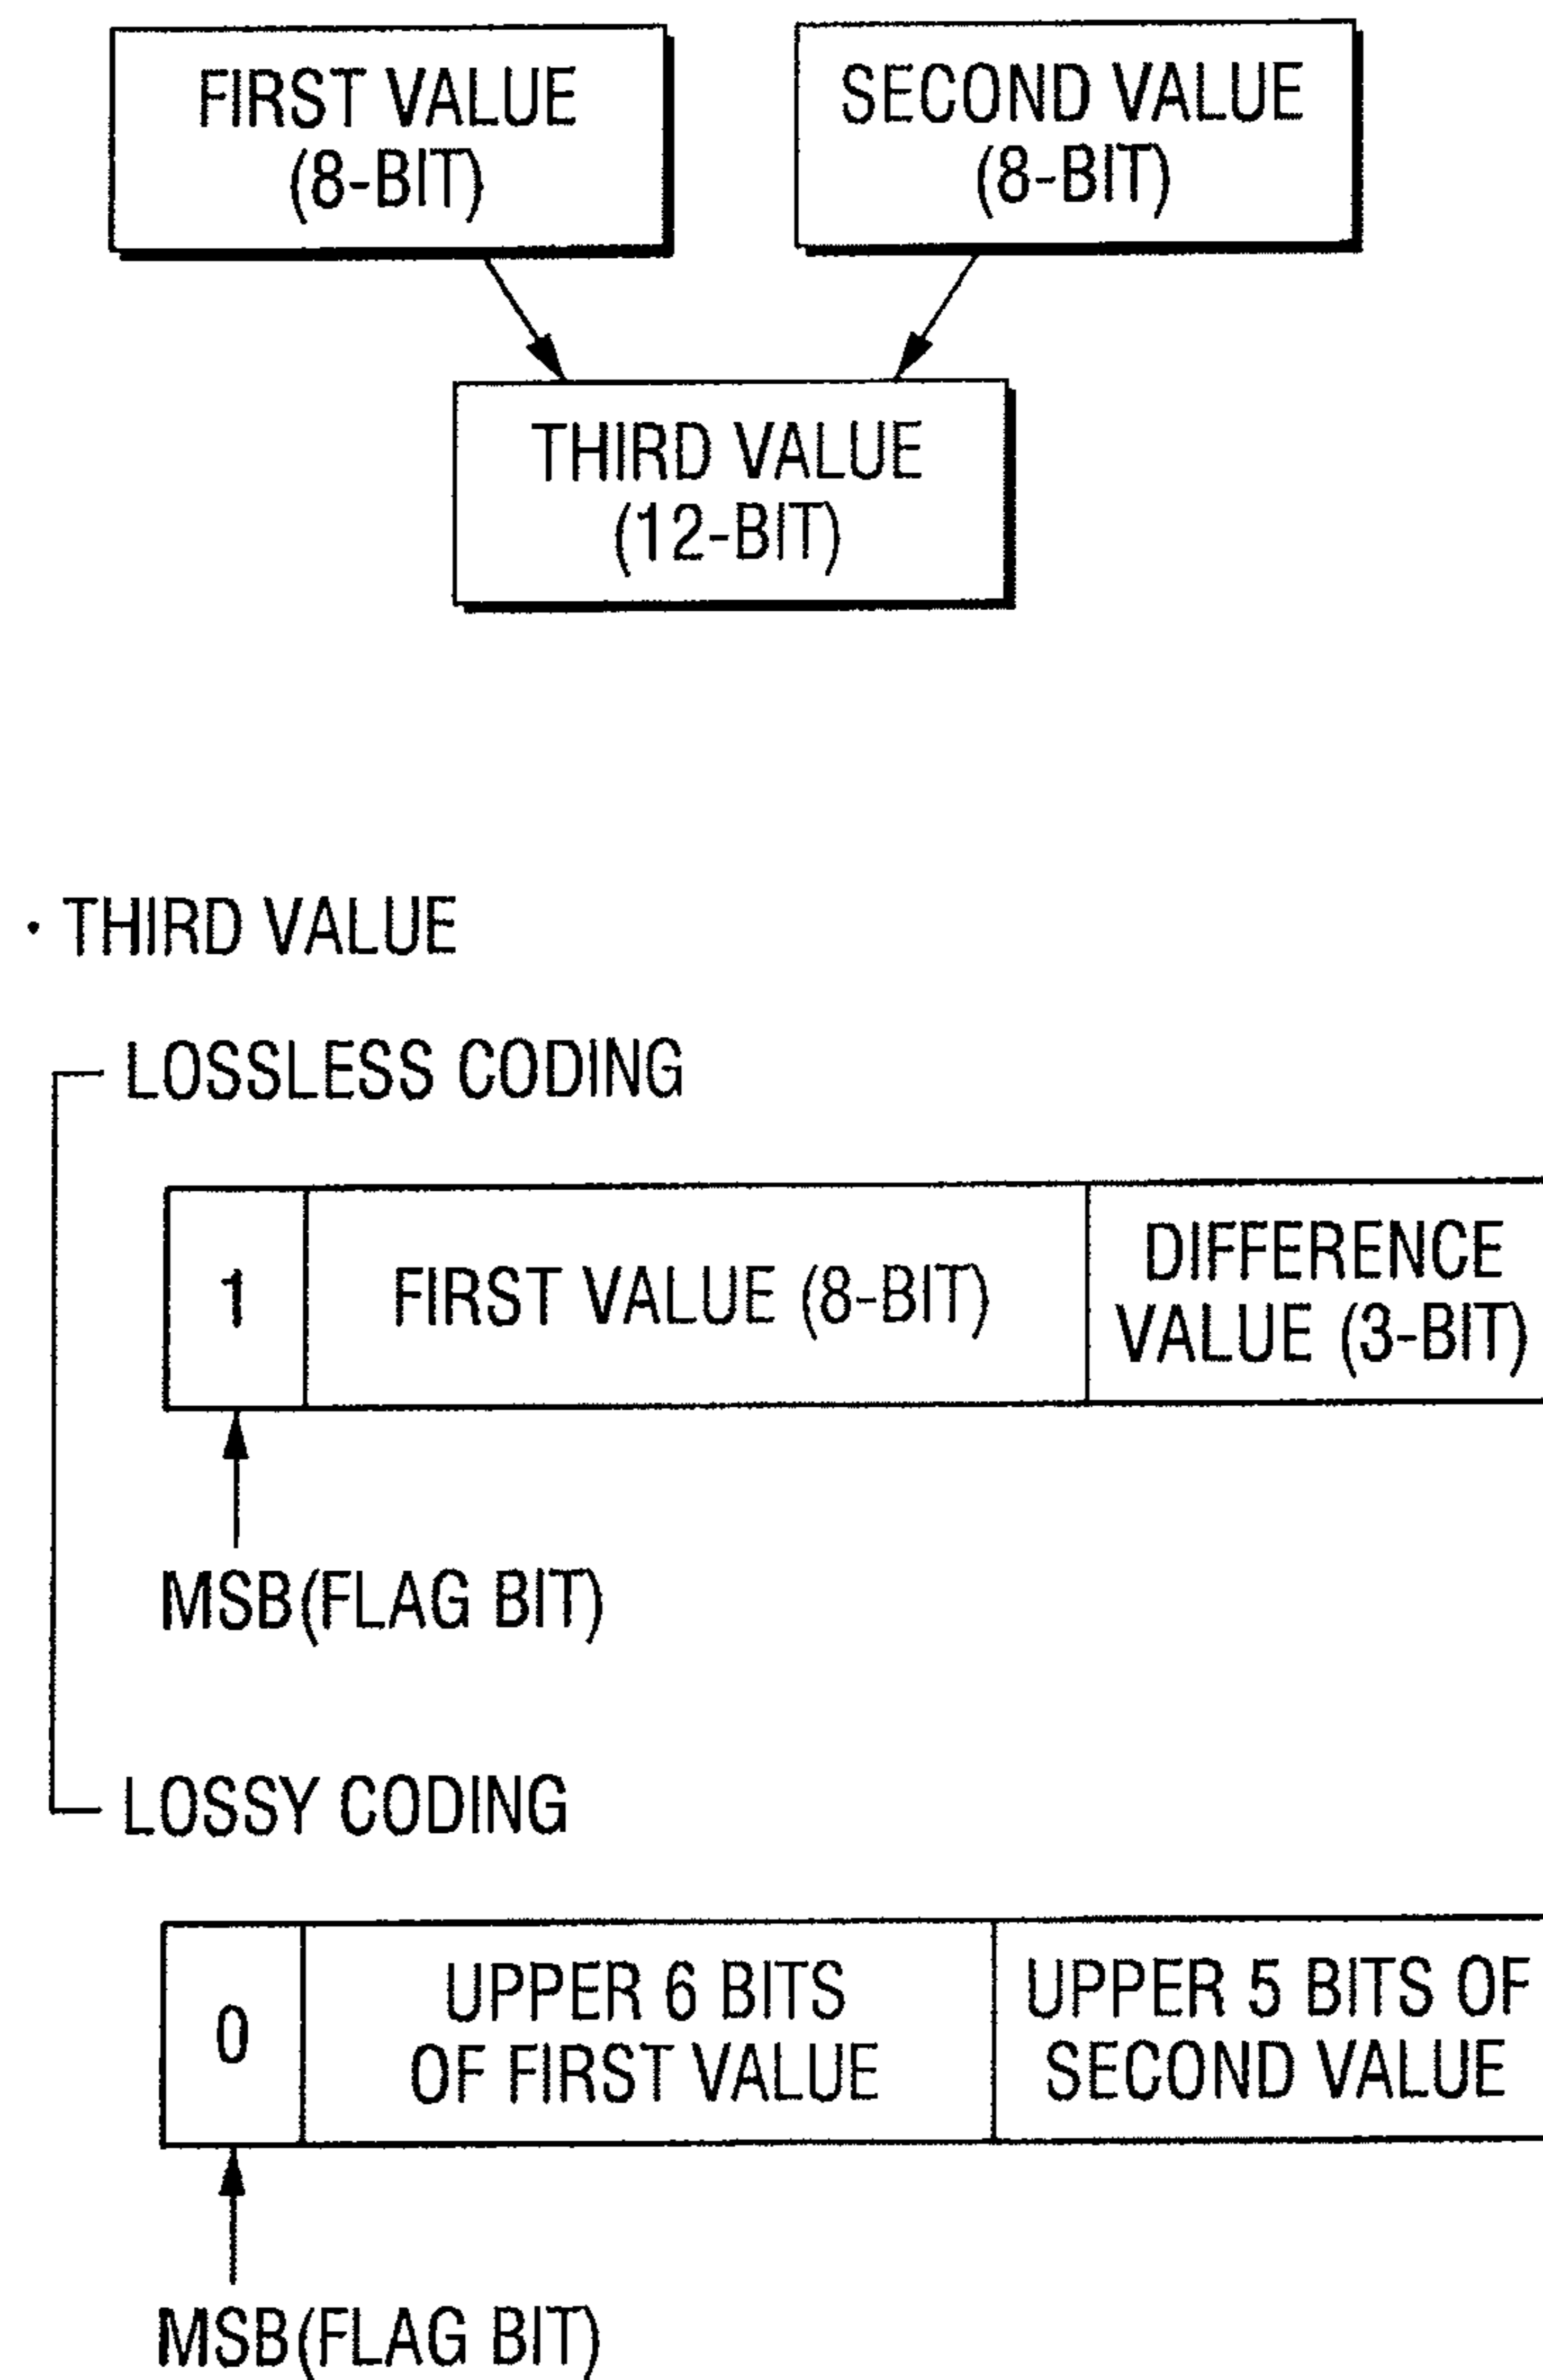 FIRST VALUE
(8-BIT)
SECOND VALUE
(8-BIT)
THIRD VALUE
(12-BIT)
· THIRD VALUE
LOSSLESS CODING
1
FIRST VALUE (8-BIT)
DIFFERENCE
VALUE (3-BIT)
MSB(FLAG BIT)
LOSSY CODING
0
UPPER 6 BITS
OF FIRST VALUE
UPPER 5 BITS OF
SECOND VALUE
MSB(FLAG BIT)